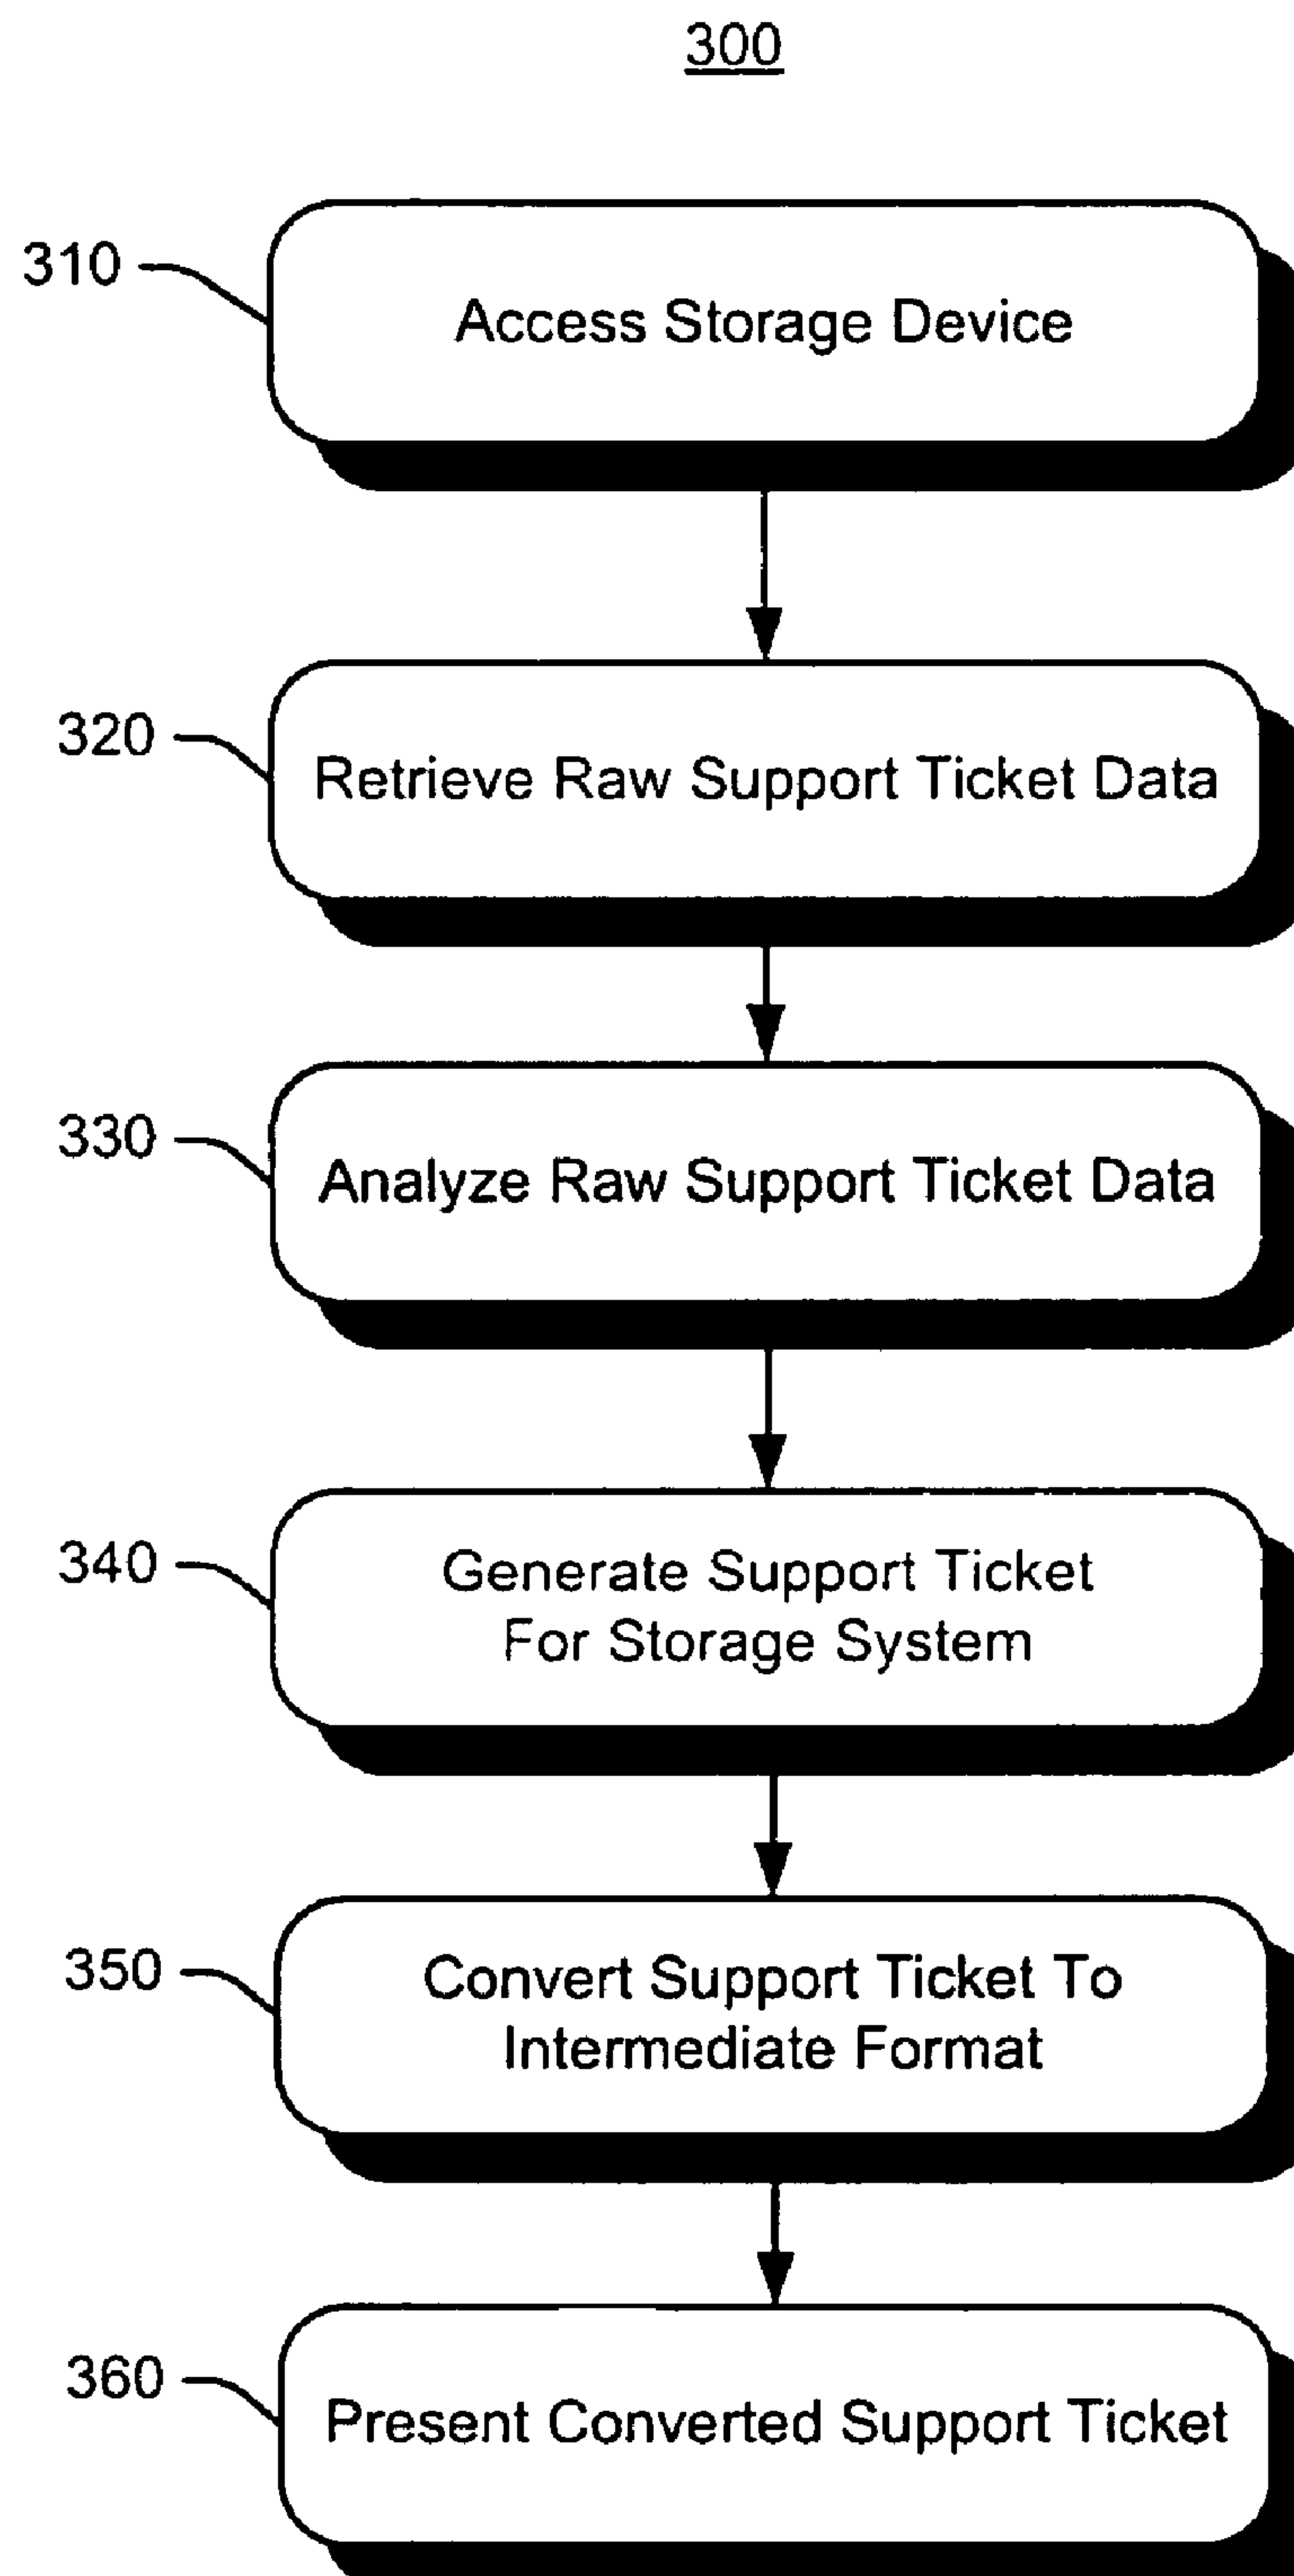 300
310
Access Storage Device
320
Retrieve Raw Support Ticket Data
330
Analyze Raw Support Ticket Data
340
Generate Support Ticket
For Storage System
350
Convert Support Ticket To
Intermediate Format
360
Present Converted Support Ticket